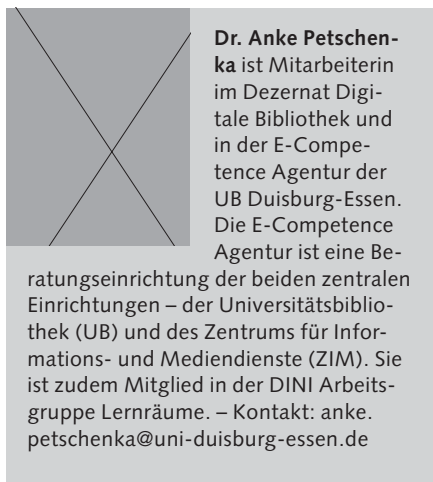 Dr. Anke Petschen-
ka ist Mitarbeiterin
im Dezernat Digi-
tale Bibliothek und
in der E-Compe-
tence Agentur der
UB Duisburg-Essen.
Die E-Competence
Agentur ist eine Be-
ratungseinrichtung der beiden zentralen
Einrichtungen – der Universitätsbiblio-
thek (UB) und des Zentrums für Infor-
mations- und Mediendienste (ZIM). Sie
ist zudem Mitglied in der DINI Arbeits-
gruppe Lernräume. – Kontakt: anke.
petschenka@uni-duisburg-essen.de